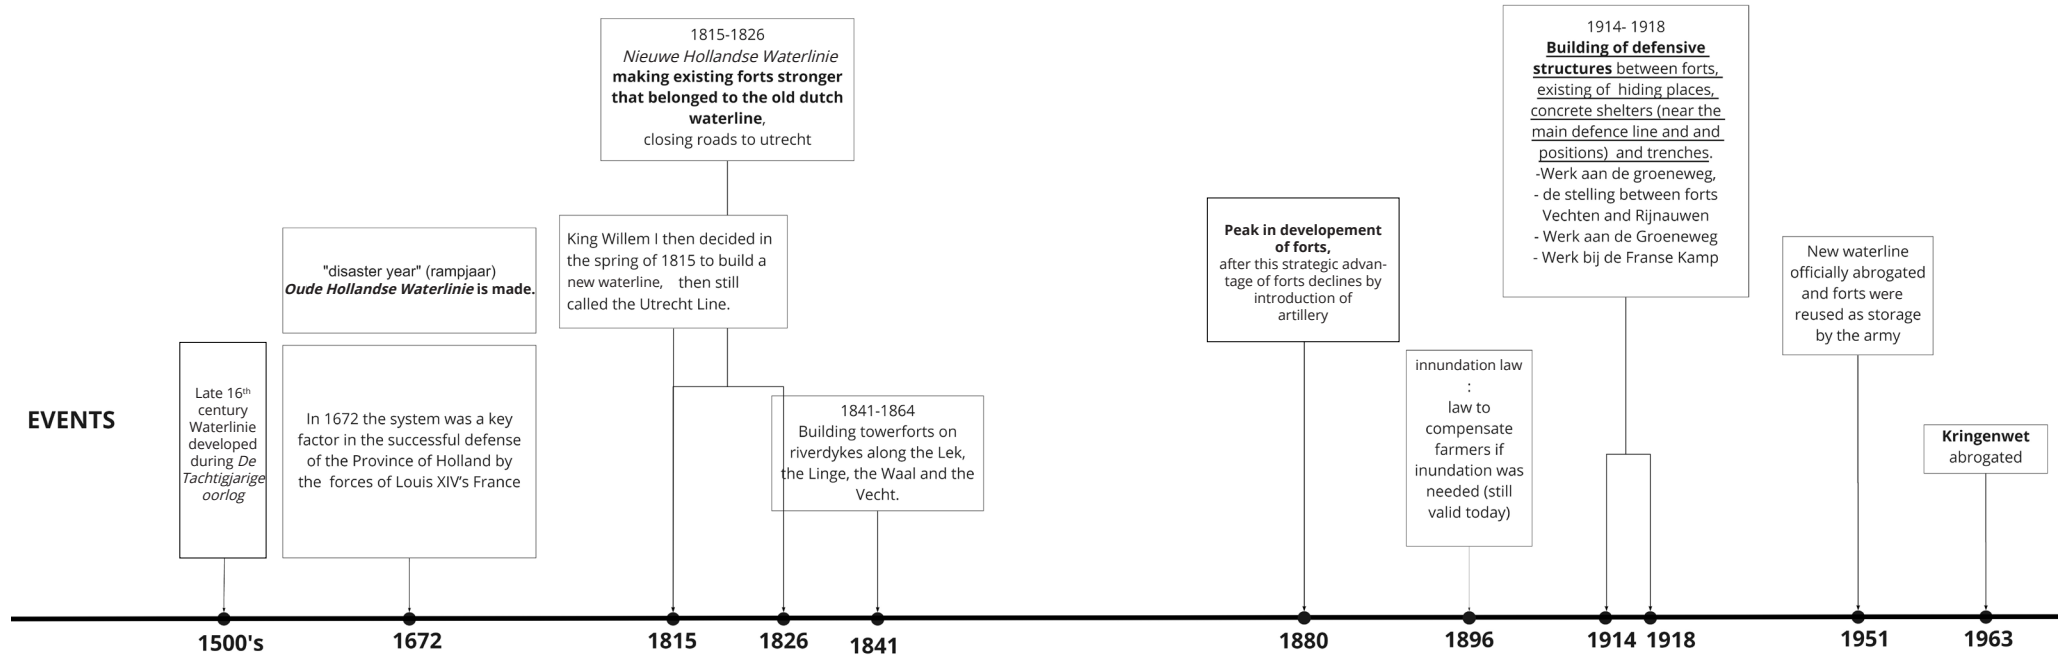 EVENTS
Late 16th
century
Waterlinie
developed
during De
Tachtigjarige
oorlog
"disaster year" (rampjaar)
Oude Hollandse Waterlinie is made.
In 1672 the system was a key
factor in the successful defense
of the Province of Holland by
the forces of Louis XIV’s France
1815-1826
Nieuwe Hollandse Waterlinie
making existing forts stronger
that belonged to the old dutch
waterline,
closing roads to utrecht
King Willem I then decided in
the spring of 1815 to build a
new waterline, then still
called the Utrecht Line.
1841-1864
Building towerforts on
riverdykes along the Lek,
the Linge, the Waal and the
Vecht.
Peak in developement
of forts,
after this strategic advan-
tage of forts declines by
introduction of
artillery
innundation law
:
law to
compensate
farmers if
inundation was
needed (still
valid today)
1914- 1918
Building of defensive
structures between forts,
existing of hiding places,
concrete shelters (near the
main defence line and and
positions) and trenches.
-Werk aan de groeneweg,
- de stelling between forts
Vechten and Rijnauwen
- Werk aan de Groeneweg
- Werk bij de Franse Kamp
New waterline
officially abrogated
and forts were
reused as storage
by the army
Kringenwet
abrogated
1500's
1672
1815
1826
1841
1880
1896
1914
1918
1951
1963